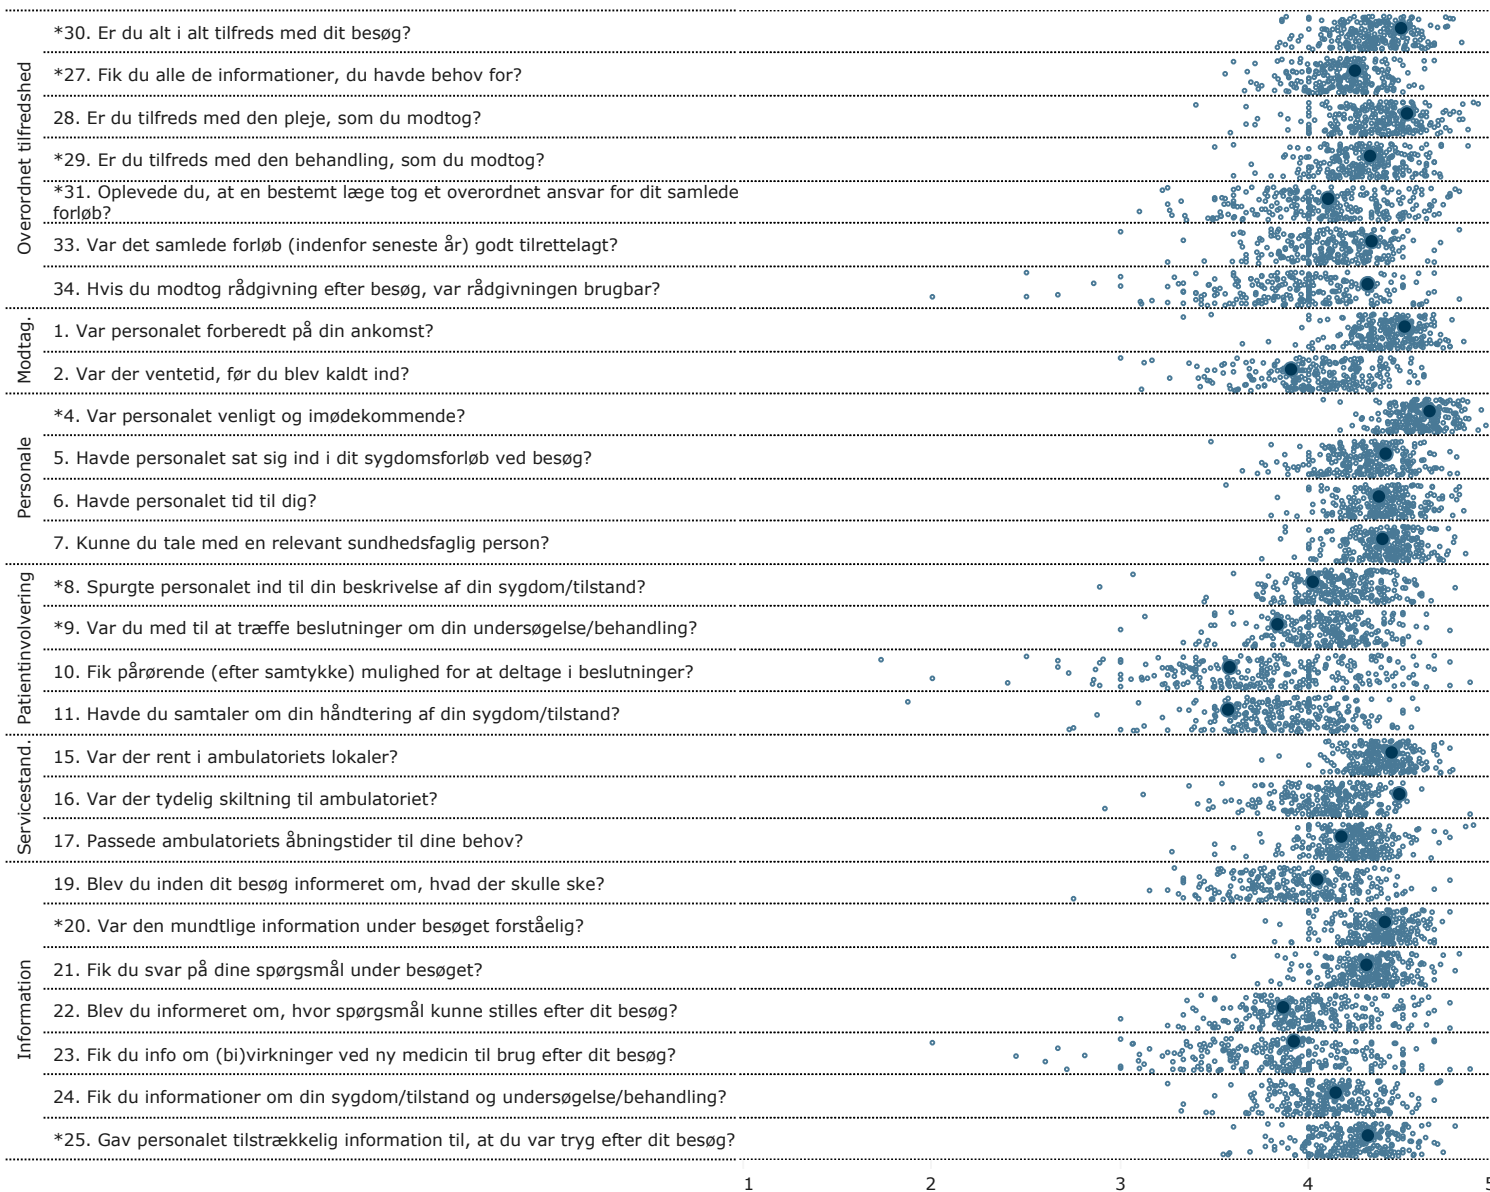 Overordnet tilfredshed
*30. Er du alt i alt tilfreds med dit besøg?
*27. Fik du alle de informationer, du havde behov for?
28. Er du tilfreds med den pleje, som du modtog?
*29. Er du tilfreds med den behandling, som du modtog?
*31. Oplevede du, at en bestemt læge tog et overordnet ansvar for dit samlede
forløb?
33. Var det samlede forløb (indenfor seneste år) godt tilrettelagt?
34. Hvis du modtog rådgivning efter besøg, var rådgivningen brugbar?
Modtag.
1. Var personalet forberedt på din ankomst?
2. Var der ventetid, før du blev kaldt ind?
Personale
*4. Var personalet venligt og imødekommende?
5. Havde personalet sat sig ind i dit sygdomsforløb ved besøg?
6. Havde personalet tid til dig?
7. Kunne du tale med en relevant sundhedsfaglig person?
Patientinvolvering
*8. Spurgte personalet ind til din beskrivelse af din sygdom/tilstand?
*9. Var du med til at træffe beslutninger om din undersøgelse/behandling?
10. Fik pårørende (efter samtykke) mulighed for at deltage i beslutninger?
11. Havde du samtaler om din håndtering af din sygdom/tilstand?
Servicestand.
15. Var der rent i ambulatoriets lokaler?
16. Var der tydelig skiltning til ambulatoriet?
17. Passede ambulatoriets åbningstider til dine behov?
Information
19. Blev du inden dit besøg informeret om, hvad der skulle ske?
*20. Var den mundtlige information under besøget forståelig?
21. Fik du svar på dine spørgsmål under besøget?
22. Blev du informeret om, hvor spørgsmål kunne stilles efter dit besøg?
23. Fik du info om (bi)virkninger ved ny medicin til brug efter dit besøg?
24. Fik du informationer om din sygdom/tilstand og undersøgelse/behandling?
*25. Gav personalet tilstrækkelig information til, at du var tryg efter dit besøg?
1 2 3 4 5